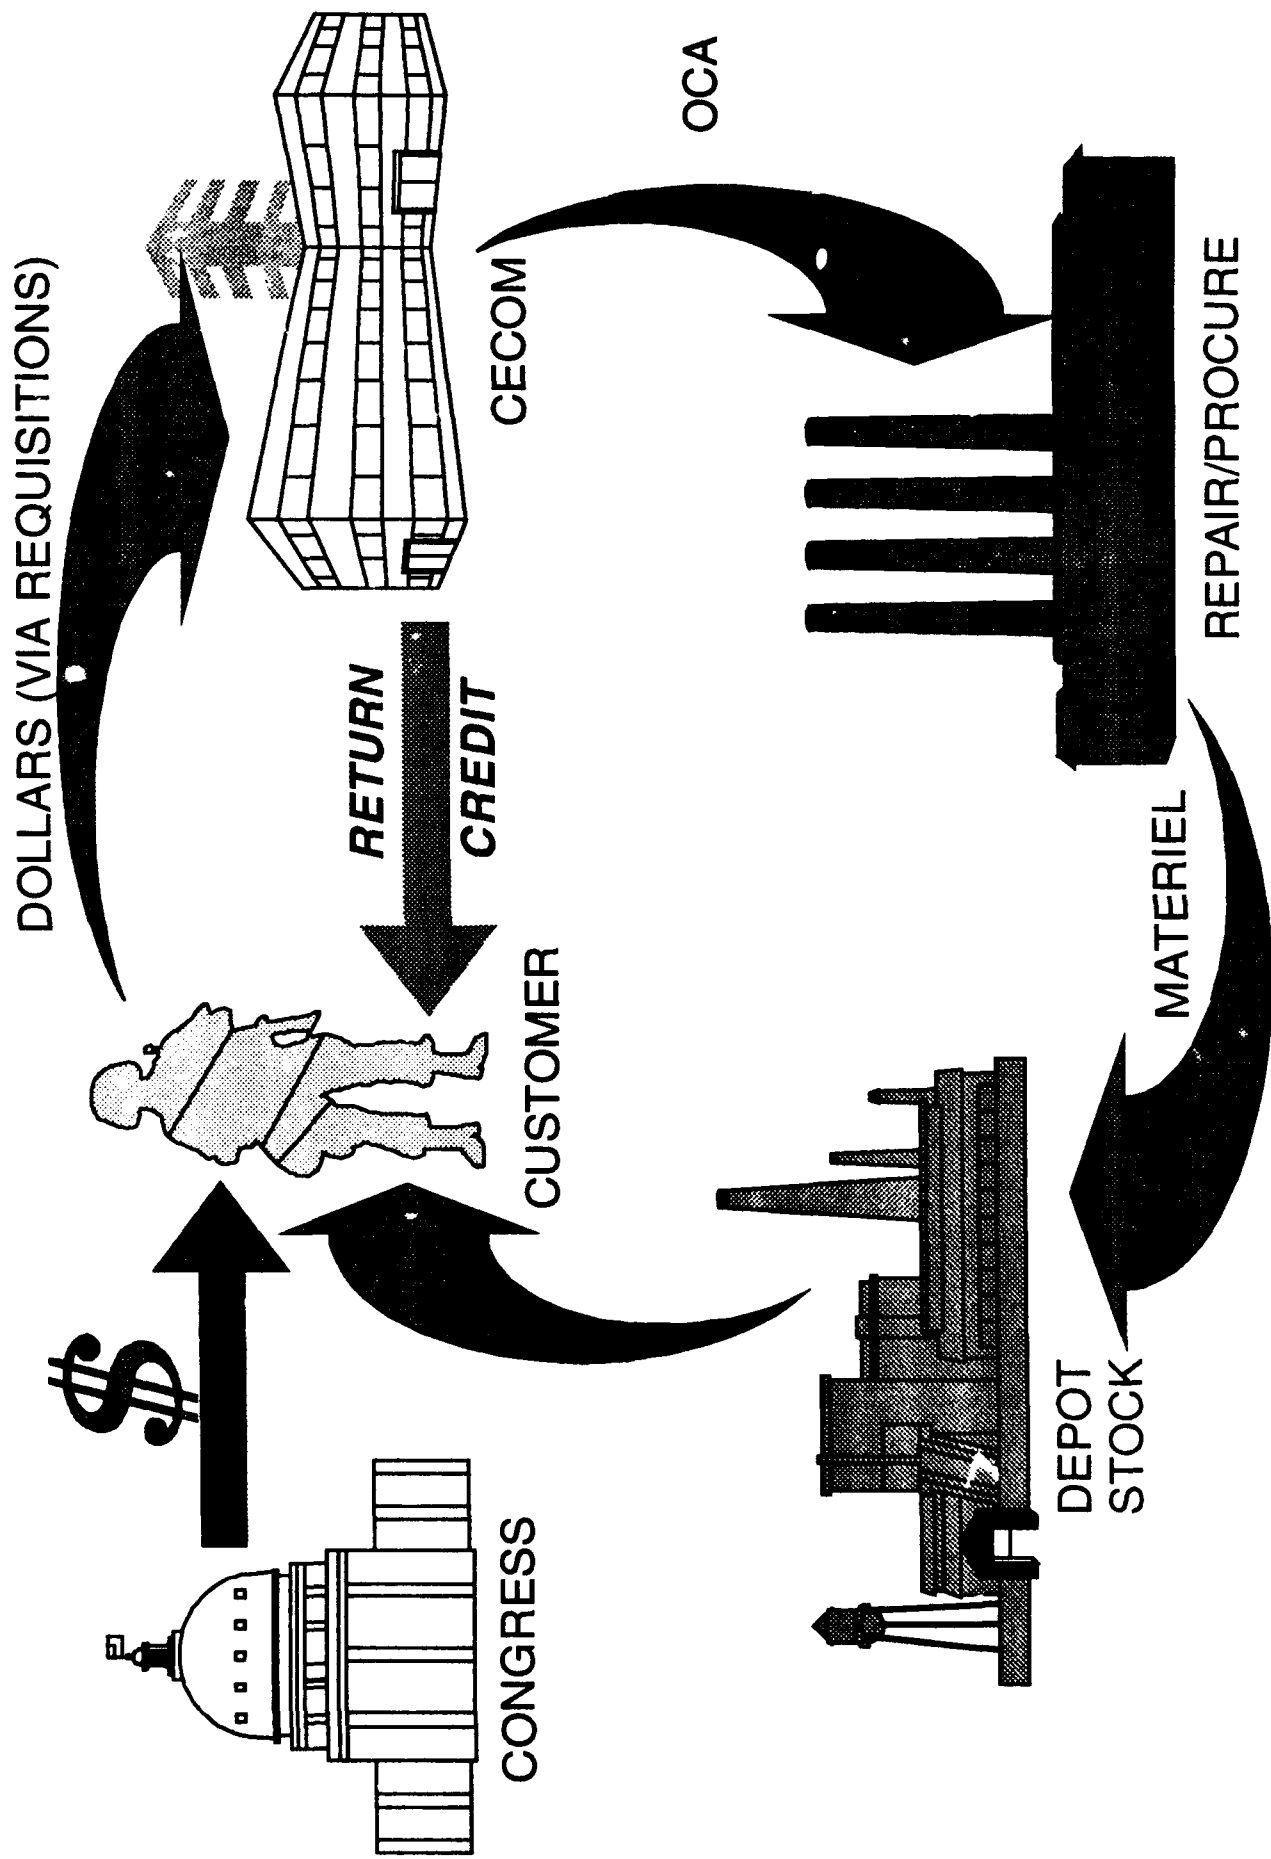 DOLLARS (VIA REQUISITIONS)
$
RETURN
CREDIT
CONGRESS
CUSTOMER
CECOM
OCA
DEPOT
STOCK
MATERIEL
REPAIR/PROCURE